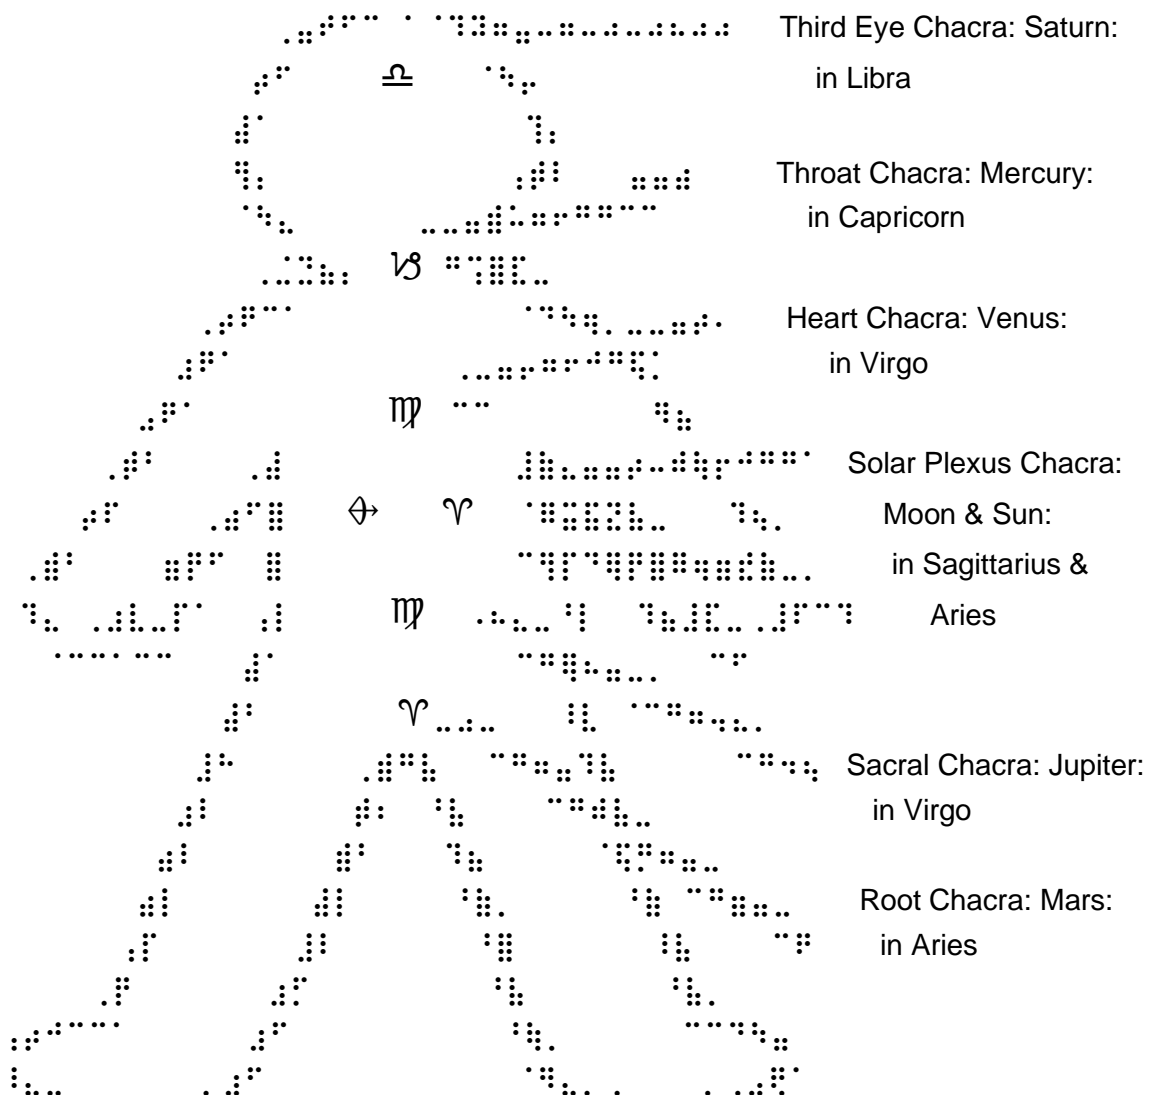 Third Eye Chacra: Saturn:
♎ in Libra
Throat Chacra: Mercury:
in Capricorn
♑
Heart Chacra: Venus:
in Virgo
♍
Solar Plexus Chacra:
♐ ♈ Moon & Sun:
in Sagittarius &
♍ Aries
♈
Sacral Chacra: Jupiter:
in Virgo
Root Chacra: Mars:
in Aries